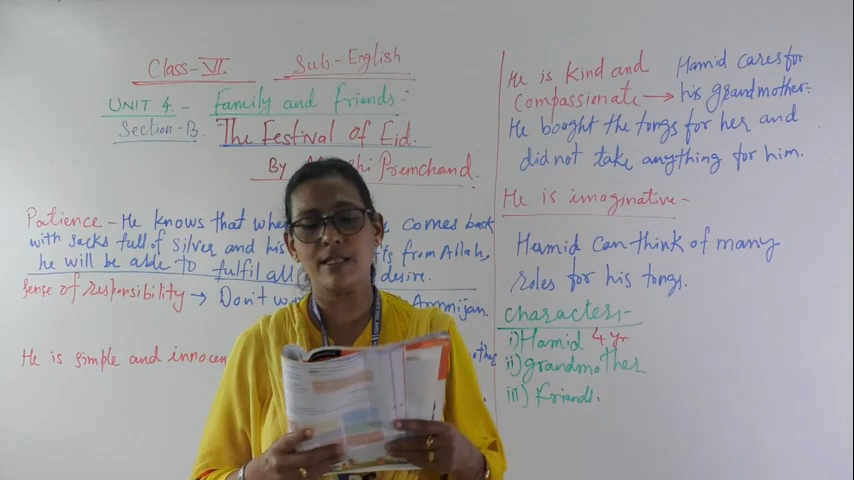 Class-VI Sub-English
UNIT 4.- family and friends.
Section-B. The Festival of Eid.
By Premchand.
Patience - He knows that comes back
with sacks full of silver and his from Allah,
he will be able to fulfil all desire.
sense of responsibility → Don't Ammijan.
He is simple and
He is kind and
Compassionate → Hamid cares for
his grandmother.
He bought the tongs for her and
did not take anything for him.
He is imaginative-
Hamid can think of many
roles for his tongs.
characters-
i) Hamid 4 yr
ii) grandmother
iii) friends.